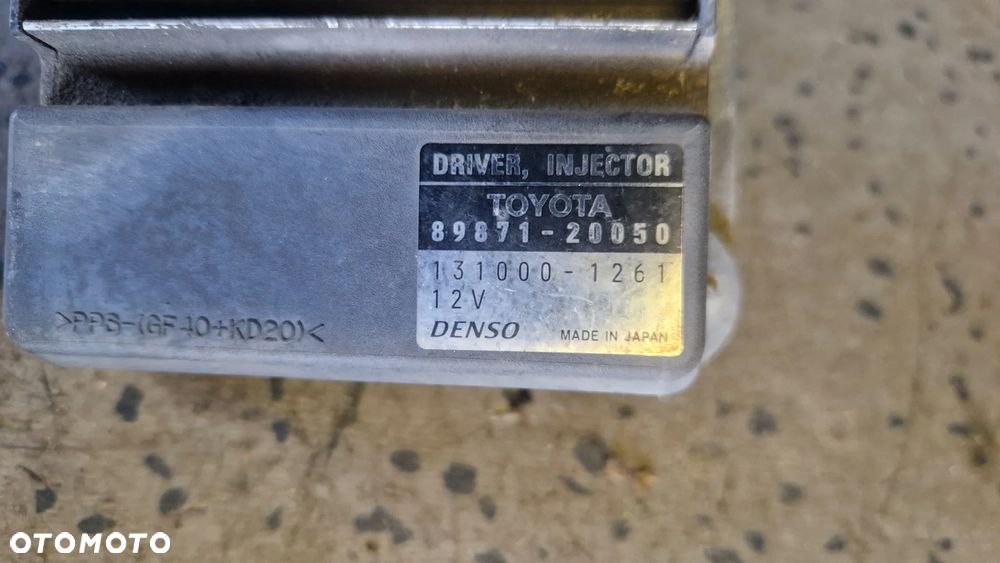 DRIVER, INJECTOR
TOYOTA
89871-20050
131000-1261
12V
DENSO MADE IN JAPAN
>PPS-(GF40+KD20)<
OTOMOTO